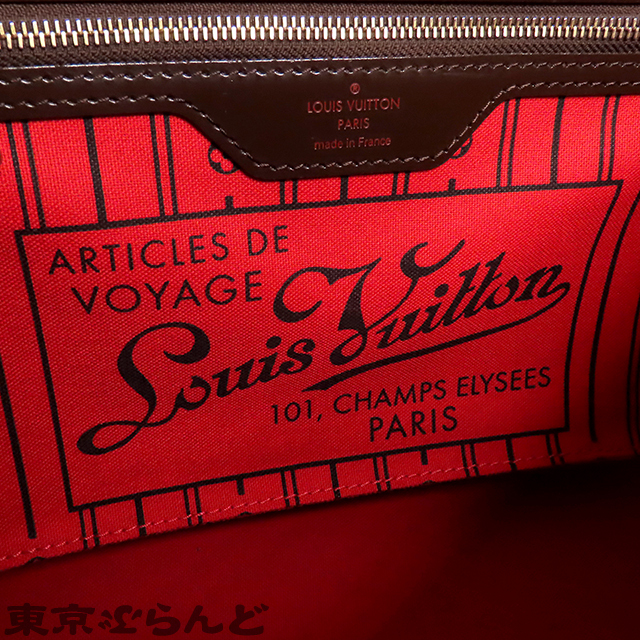 LOUIS VUITTON
PARIS
made in France
ARTICLES DE
VOYAGE
Louis Vuitton
101, CHAMPS ELYSEES
PARIS
東京ぶらんど